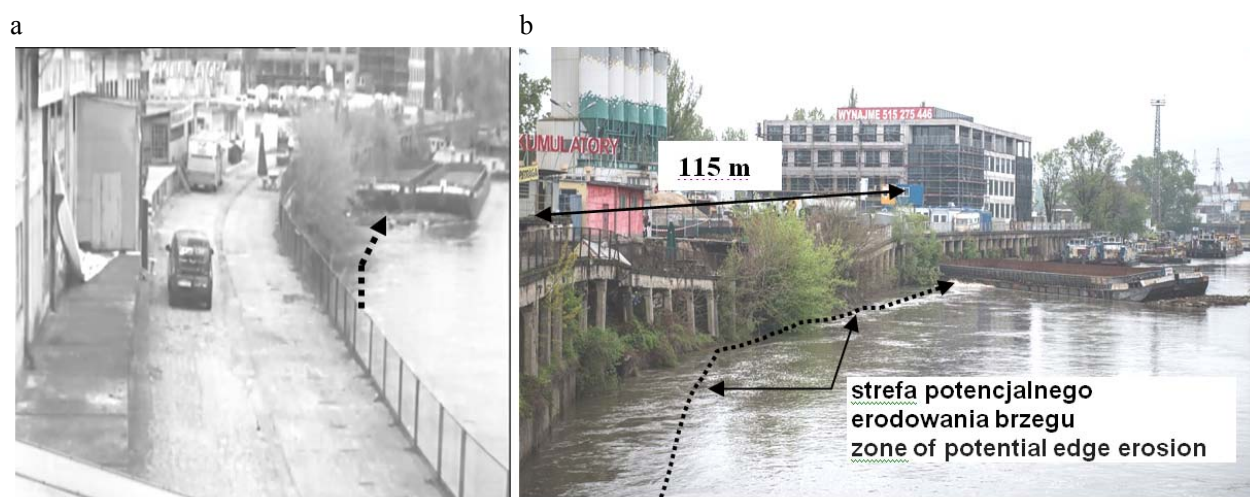 a
b
WYNAJMĘ 515 275 446
KUMULATORY
115 m
strefa potencjalnego
erodowania brzegu
zone of potential edge erosion